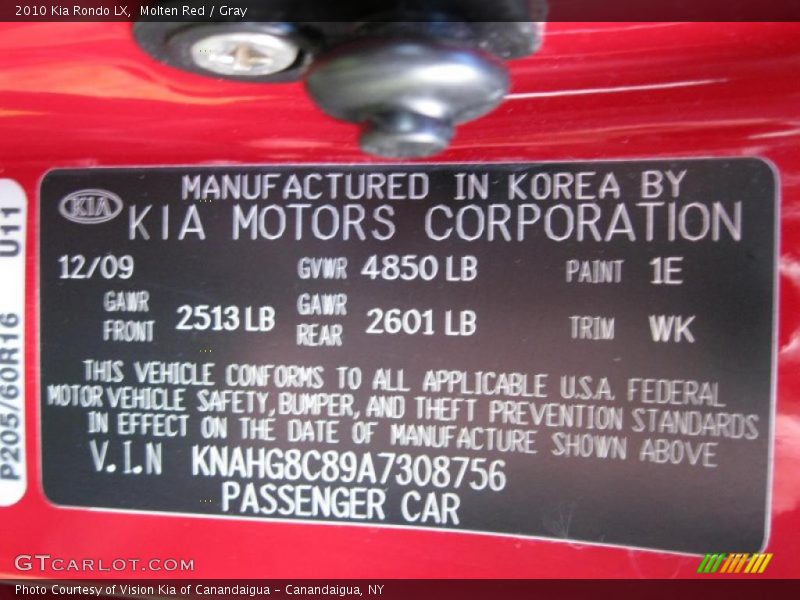 2010 Kia Rondo LX, Molten Red / Gray
MANUFACTURED IN KOREA BY
KIA KIA MOTORS CORPORATION
12/09 GVWR 4850 LB PAINT 1E
GAWR FRONT 2513 LB GAWR REAR 2601 LB TRIM WK
THIS VEHICLE CONFORMS TO ALL APPLICABLE U.S.A. FEDERAL
MOTOR VEHICLE SAFETY, BUMPER, AND THEFT PREVENTION STANDARDS
IN EFFECT ON THE DATE OF MANUFACTURE SHOWN ABOVE
V.I.N KNAHG8C89A7308756
PASSENGER CAR
P205/60R16 U11
GTCARLOT.COM
Photo Courtesy of Vision Kia of Canandaigua - Canandaigua, NY